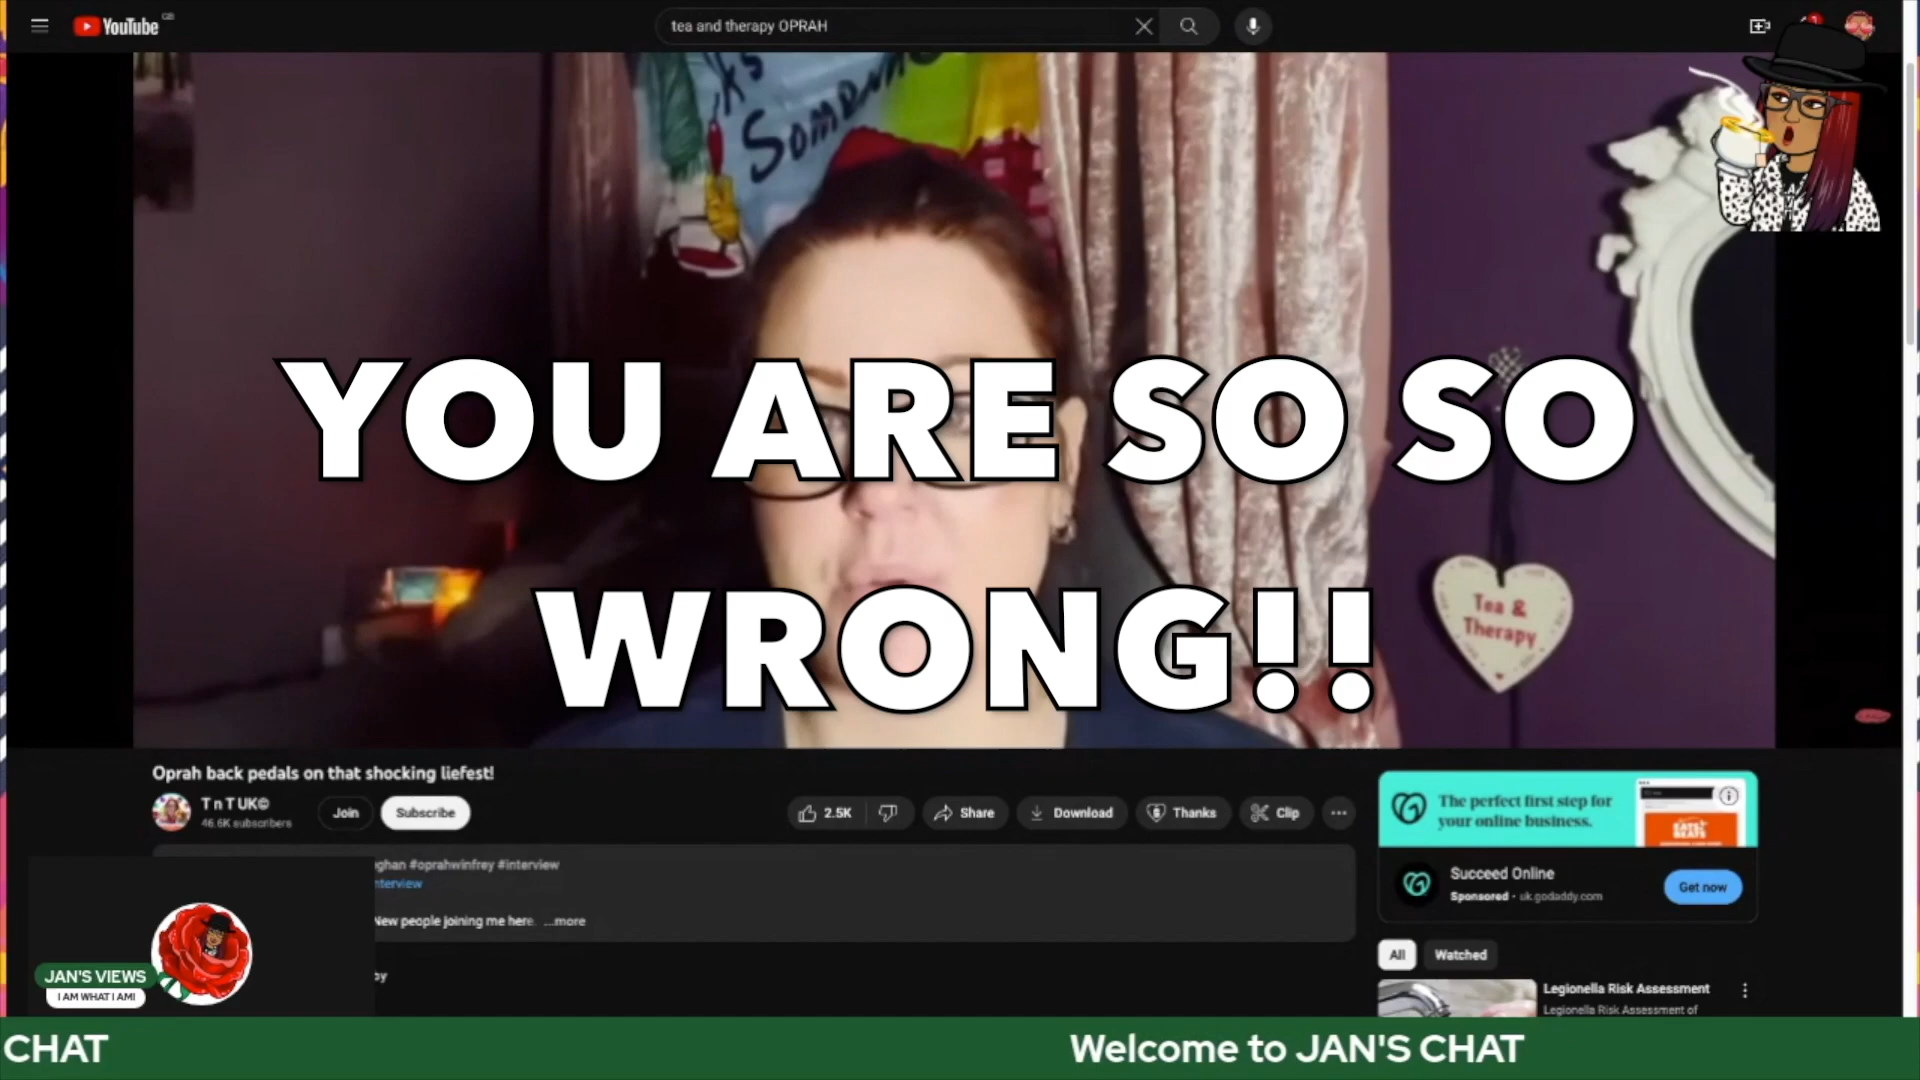 YouTube
GB
tea and therapy OPRAH
YOU ARE SO SO
WRONG!!
Tea &
Therapy
Oprah back pedals on that shocking liefest!
T n T UK©
46.6K subscribers
Join
Subscribe
2.5K
Share
Download
Thanks
Clip
ghan #oprahwinfrey #interview
nterview
New people joining me here. ...more
by
The perfect first step for
your online business.
Succeed Online
Sponsored · uk.godaddy.com
Get now
All
Watched
Legionella Risk Assessment
Legionella Risk Assessment of
JAN'S VIEWS
I AM WHAT I AM!
CHAT
Welcome to JAN'S CHAT